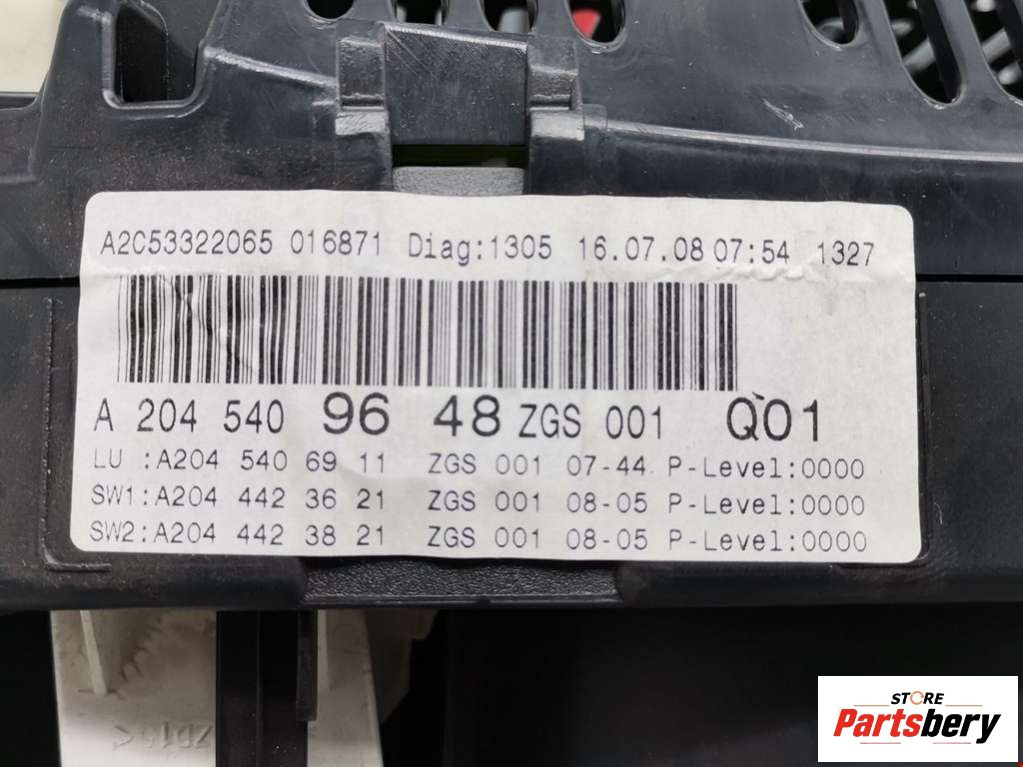 A2C53322065 016871 Diag:1305 16.07.08 07:54 1327
A 204 540 96 48 ZGS 001 Q01
LU :A204 540 69 11 ZGS 001 07-44 P-Level:0000
SW1:A204 442 36 21 ZGS 001 08-05 P-Level:0000
SW2:A204 442 38 21 ZGS 001 08-05 P-Level:0000
STORE
Partsbery